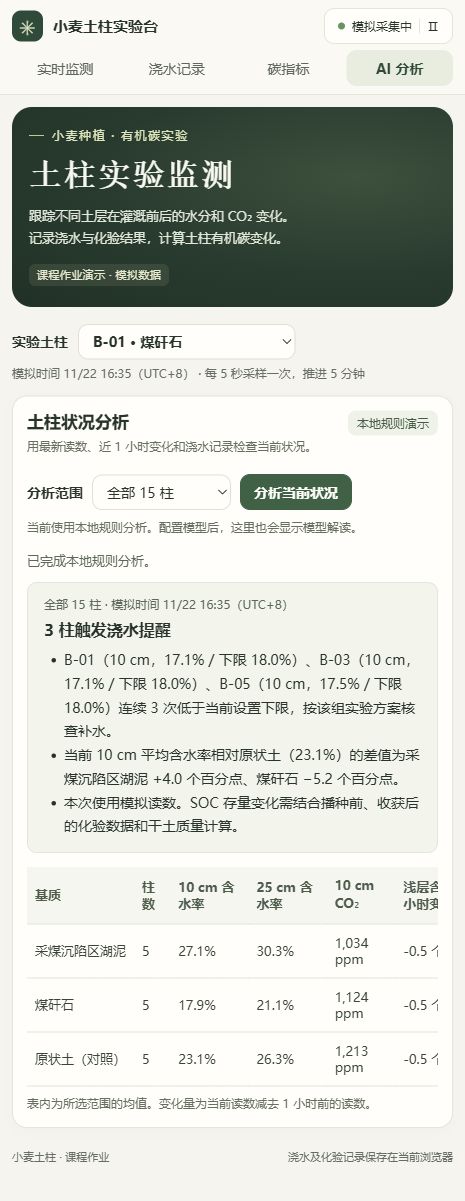 小麦土柱实验台
模拟采集中
实时监测 浇水记录 碳指标 AI 分析
— 小麦种植 · 有机碳实验
土柱实验监测
跟踪不同土层在灌溉前后的水分和 CO₂ 变化。
记录浇水与化验结果，计算土柱有机碳变化。
课程作业演示 · 模拟数据
实验土柱 B-01 • 煤矸石
模拟时间 11/22 16:35（UTC+8） · 每 5 秒采样一次，推进 5 分钟
土柱状况分析 本地规则演示
用最新读数、近 1 小时变化和浇水记录检查当前状况。
分析范围 全部 15 柱 分析当前状况
当前使用本地规则分析。配置模型后，这里也会显示模型解读。
已完成本地规则分析。
全部 15 柱 · 模拟时间 11/22 16:35（UTC+8）
3 柱触发浇水提醒
• B-01（10 cm，17.1% / 下限 18.0%）、B-03（10 cm，
17.1% / 下限 18.0%）、B-05（10 cm，17.5% / 下限
18.0%）连续 3 次低于当前设置下限，按该组实验方案核
查补水。
• 当前 10 cm 平均含水率相对原状土（23.1%）的差值为采
煤沉陷区湖泥 +4.0 个百分点、煤矸石 −5.2 个百分点。
• 本次使用模拟读数。SOC 存量变化需结合播种前、收获后
的化验数据和干土质量计算。
基质 柱数 10 cm 含水率 25 cm 含水率 10 cm CO₂ 浅层含 小时变
采煤沉陷区湖泥 5 27.1% 30.3% 1,034 ppm -0.5 个
煤矸石 5 17.9% 21.1% 1,124 ppm -0.5 个
原状土（对照） 5 23.1% 26.3% 1,213 ppm -0.5 个
表内为所选范围的均值。变化量为当前读数减去 1 小时前的读数。
小麦土柱 · 课程作业 浇水及化验记录保存在当前浏览器